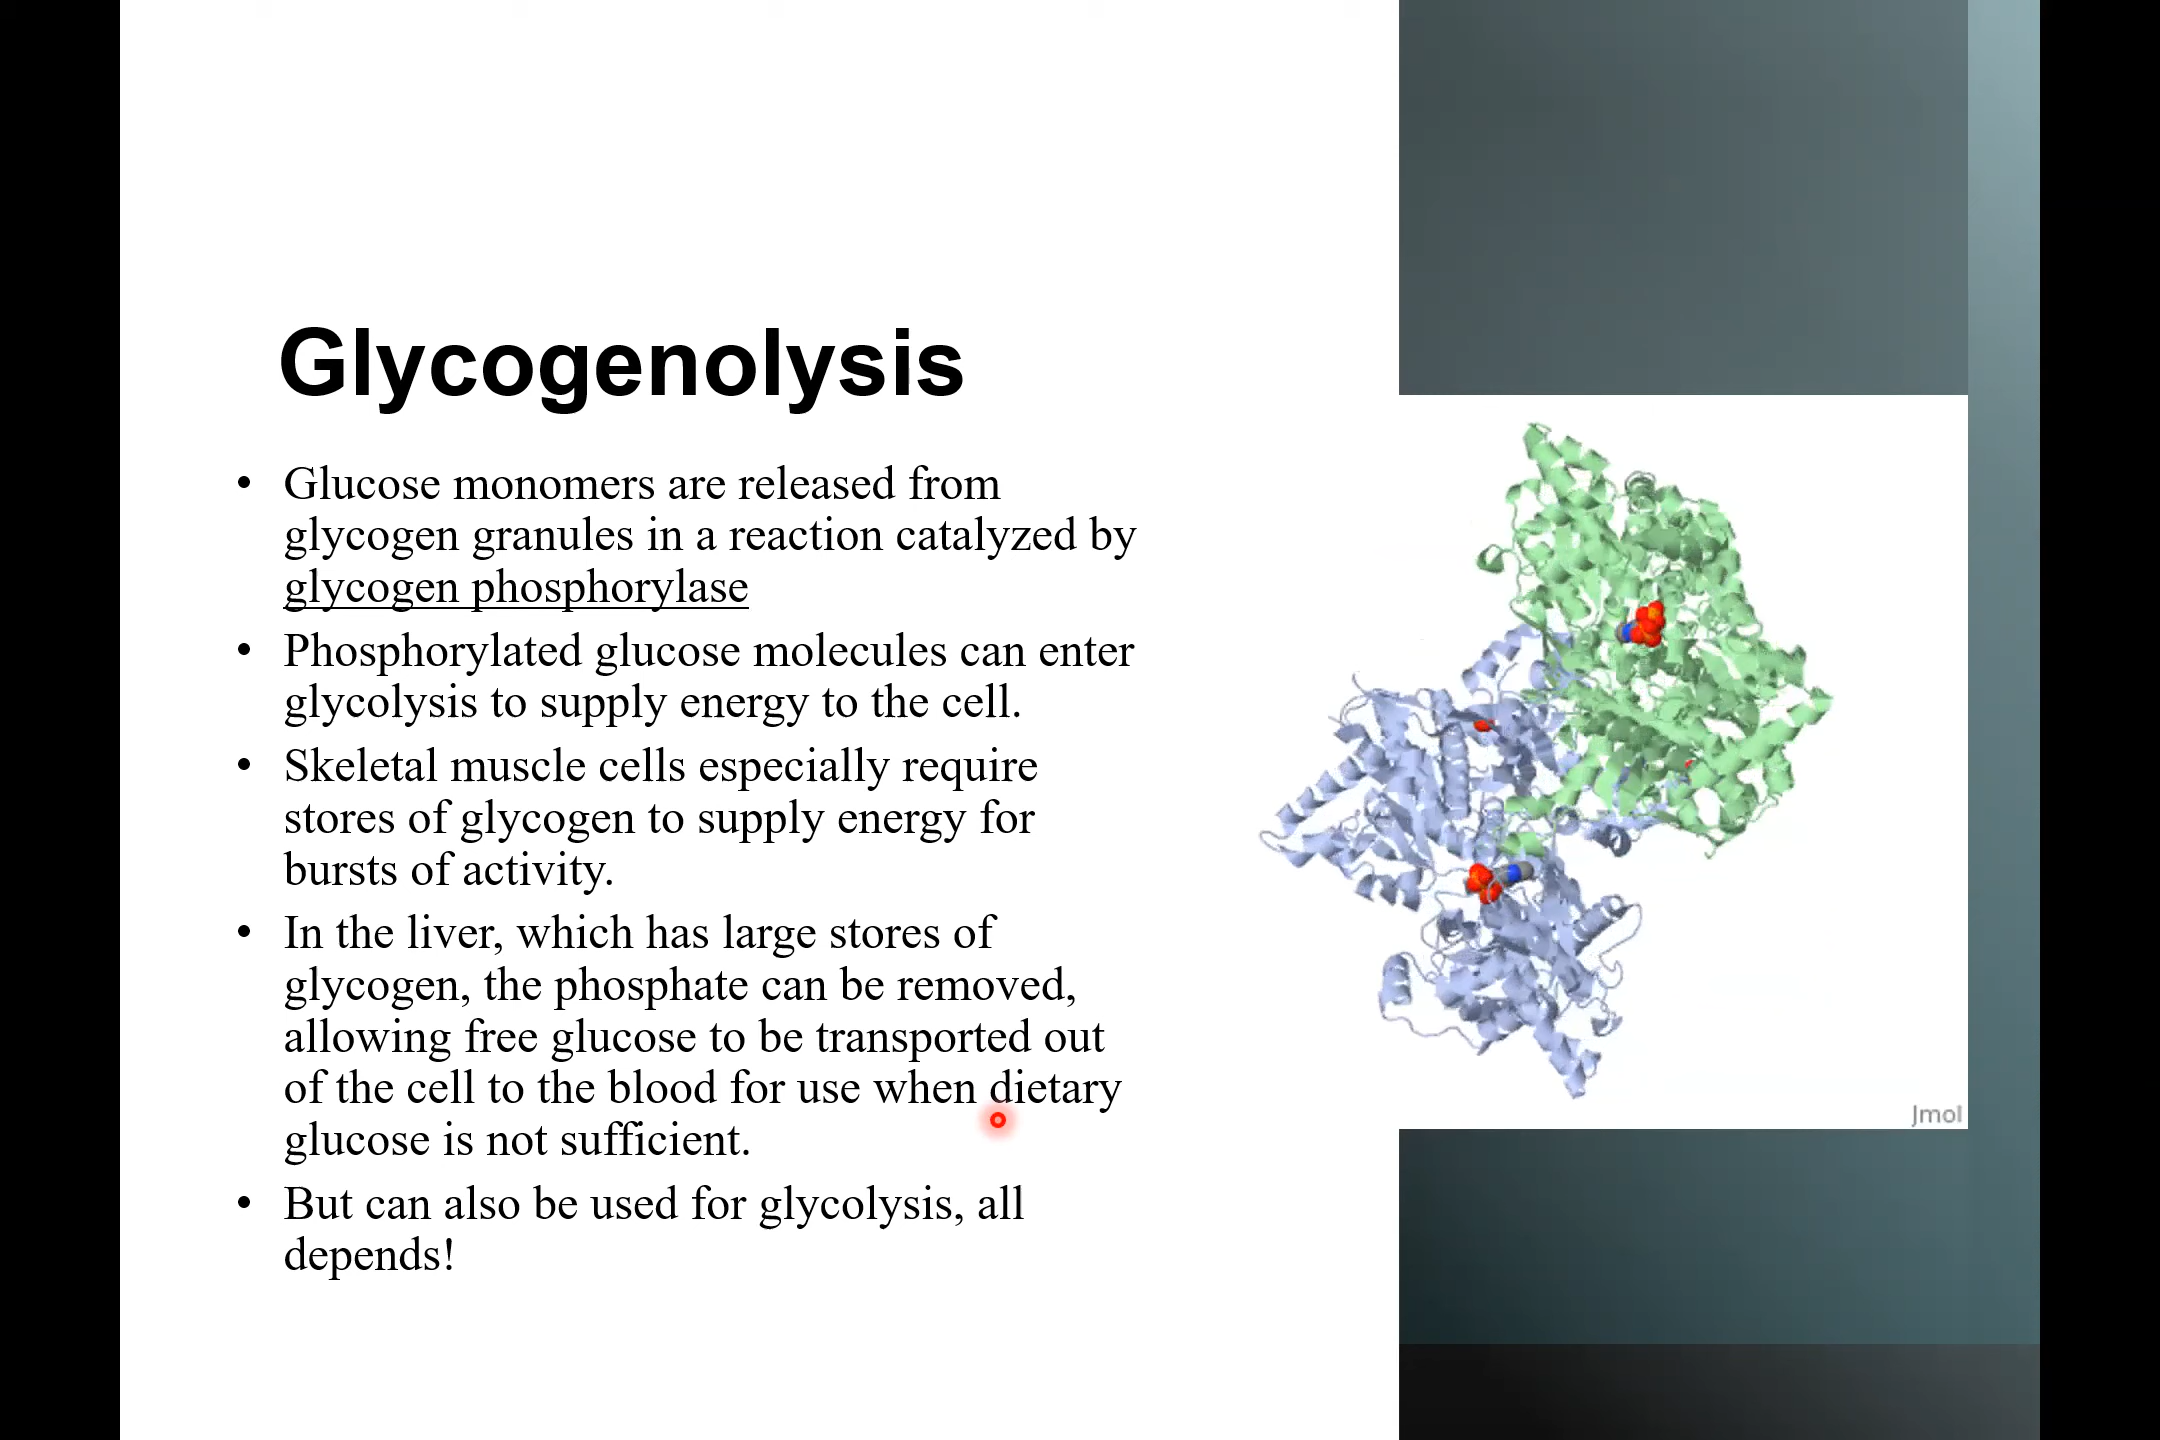 Glycogenolysis
• Glucose monomers are released from
glycogen granules in a reaction catalyzed by
glycogen phosphorylase
• Phosphorylated glucose molecules can enter
glycolysis to supply energy to the cell.
• Skeletal muscle cells especially require
stores of glycogen to supply energy for
bursts of activity.
• In the liver, which has large stores of
glycogen, the phosphate can be removed,
allowing free glucose to be transported out
of the cell to the blood for use when dietary
glucose is not sufficient.
• But can also be used for glycolysis, all
depends!
Jmol